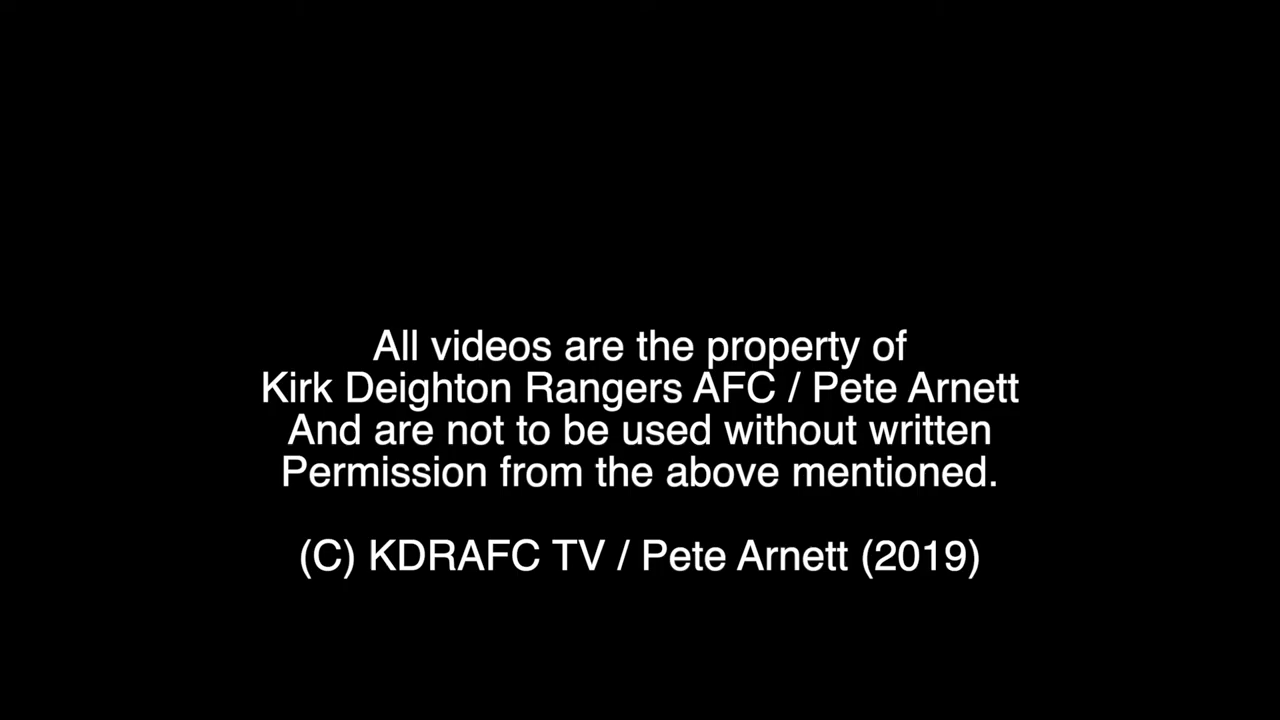 All videos are the property of
Kirk Deighton Rangers AFC / Pete Arnett
And are not to be used without written
Permission from the above mentioned.
(C) KDRAFC TV / Pete Arnett (2019)